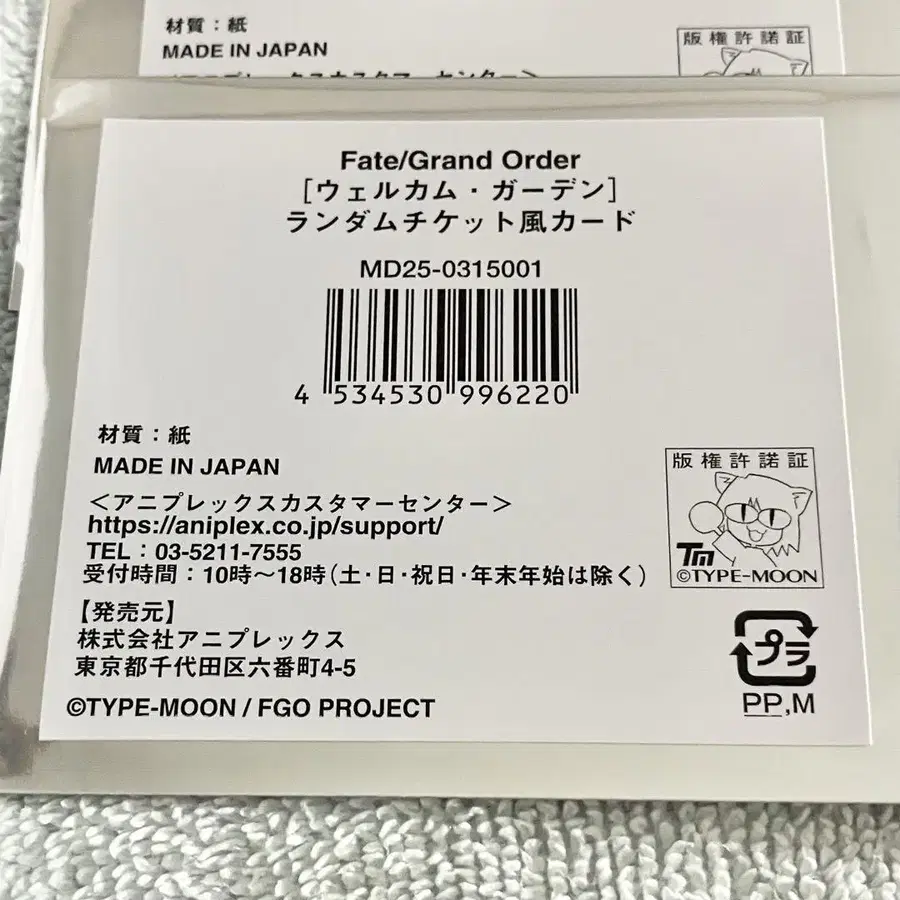 材質：紙
MADE IN JAPAN
版権許諾証
Fate/Grand Order
[ウェルカム・ガーデン]
ランダムチケット風カード
MD25-0315001
4 534530 996220
材質：紙
MADE IN JAPAN
＜アニプレックスカスタマーセンター＞
https://aniplex.co.jp/support/
TEL：03-5211-7555
受付時間：10時～18時(土・日・祝日・年末年始は除く)
【発売元】
株式会社アニプレックス
東京都千代田区六番町4-5
©TYPE-MOON / FGO PROJECT
版権許諾証
TM
©TYPE-MOON
プラ
PP,M